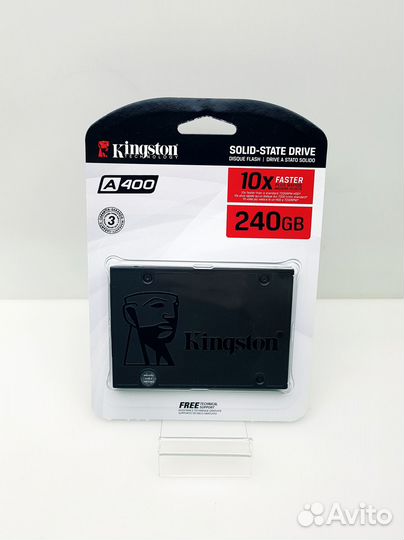 Kingston
TECHNOLOGY
SOLID-STATE DRIVE
DISQUE FLASH | DRIVE A STATO SOLIDO
A400
10X FASTER
240GB
3
Kingston
FREE TECHNICAL SUPPORT
Avito